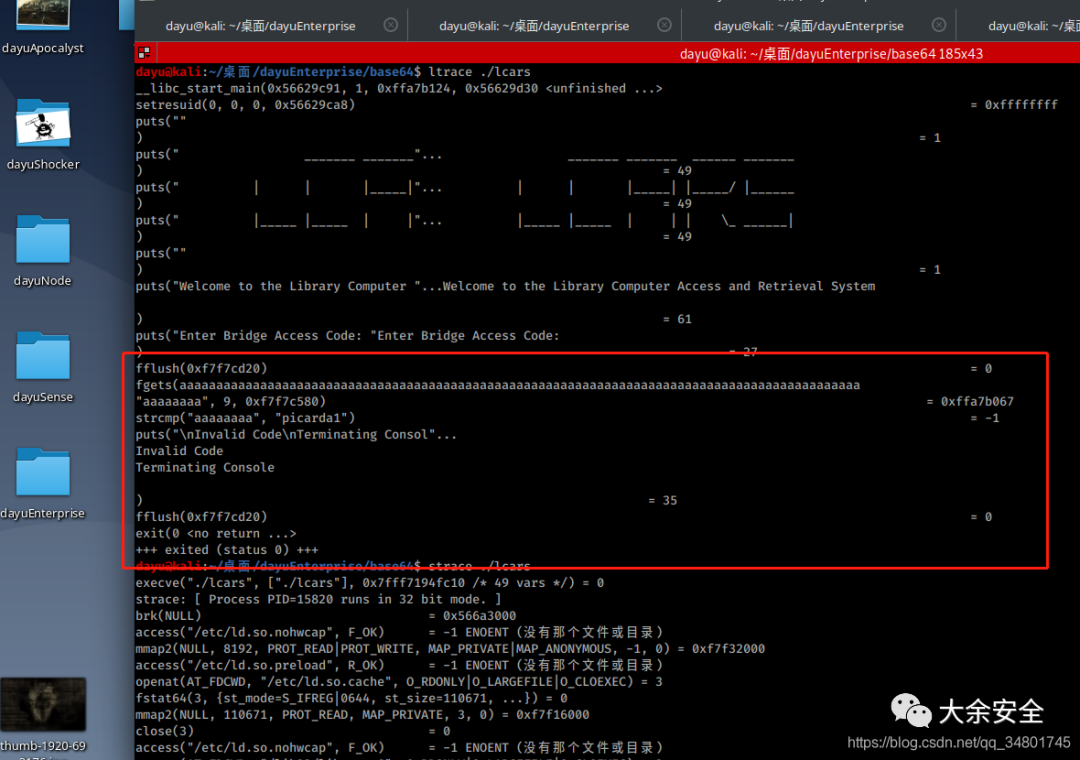 dayu@kali: ~/桌面/dayuEnterprise
dayu@kali: ~/桌面/dayuEnterprise
dayu@kali: ~/桌面/dayuEnterprise
dayu@kali: ~/桌
dayu@kali: ~/桌面/dayuEnterprise/base64 185x43
dayuApocalyst
dayuShocker
dayuNode
dayuSense
dayuEnterprise
thumb-1920-69
dayu@kali:~/桌面/dayuEnterprise/base64$ ltrace ./lcars
__libc_start_main(0x56629c91, 1, 0xffa7b124, 0x56629d30 <unfinished ...>
setresuid(0, 0, 0, 0x56629ca8) = 0xffffffff
puts(""
) = 1
puts(" _______ _______"... _______ _______ ______ _______
) = 49
puts(" | | |_____|"... | | |_____| |_____/ |______
) = 49
puts(" |_____ |_____ | |"... |_____ |_____ | | | \_ ______|
) = 49
puts(""
) = 1
puts("Welcome to the Library Computer "...Welcome to the Library Computer Access and Retrieval System
) = 61
puts("Enter Bridge Access Code: "Enter Bridge Access Code:
) = 27
fflush(0xf7f7cd20) = 0
fgets(aaaaaaaaaaaaaaaaaaaaaaaaaaaaaaaaaaaaaaaaaaaaaaaaaaaaaaaaaaaaaaaaaaaaaaaaaaaaaaaaaaaaaaaaaaaaaaa
"aaaaaaaa", 9, 0xf7f7c580) = 0xffa7b067
strcmp("aaaaaaaa", "picarda1") = -1
puts("\nInvalid Code\nTerminating Consol"...
Invalid Code
Terminating Console
) = 35
fflush(0xf7f7cd20) = 0
exit(0 <no return ...>
+++ exited (status 0) +++
dayu@kali:~/桌面/dayuEnterprise/base64$ strace ./lcars
execve("./lcars", ["./lcars"], 0x7fff7194fc10 /* 49 vars */) = 0
strace: [ Process PID=15820 runs in 32 bit mode. ]
brk(NULL) = 0x566a3000
access("/etc/ld.so.nohwcap", F_OK) = -1 ENOENT (没有那个文件或目录)
mmap2(NULL, 8192, PROT_READ|PROT_WRITE, MAP_PRIVATE|MAP_ANONYMOUS, -1, 0) = 0xf7f32000
access("/etc/ld.so.preload", R_OK) = -1 ENOENT (没有那个文件或目录)
openat(AT_FDCWD, "/etc/ld.so.cache", O_RDONLY|O_LARGEFILE|O_CLOEXEC) = 3
fstat64(3, {st_mode=S_IFREG|0644, st_size=110671, ...}) = 0
mmap2(NULL, 110671, PROT_READ, MAP_PRIVATE, 3, 0) = 0xf7f16000
close(3) = 0
access("/etc/ld.so.nohwcap", F_OK) = -1 ENOENT (没有那个文件或目录)
大余安全
https://blog.csdn.net/qq_34801745